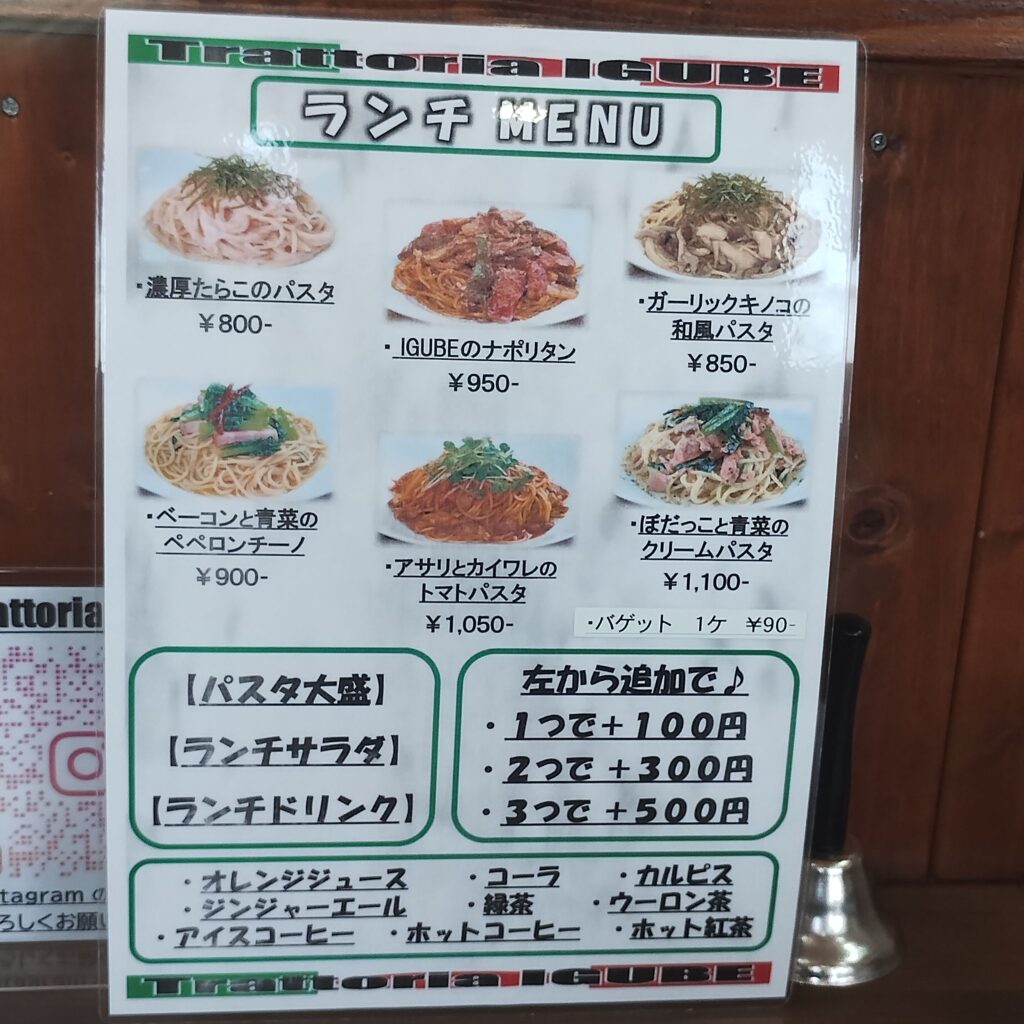 Trattoria IGUBE
ランチ MENU
・濃厚たらこのパスタ
￥800-
・IGUBEのナポリタン
￥950-
・ガーリックキノコの
和風パスタ
￥850-
・ベーコンと青菜の
ペペロンチーノ
￥900-
・アサリとカイワレの
トマトパスタ
￥1,050-
・ぼだっこと青菜の
クリームパスタ
￥1,100-
・バゲット 1ケ ￥90-
【パスタ大盛】
【ランチサラダ】
【ランチドリンク】
左から追加で♪
・1つで＋100円
・2つで＋300円
・3つで＋500円
・オレンジジュース ・コーラ ・カルピス
・ジンジャーエール ・緑茶 ・ウーロン茶
・アイスコーヒー ・ホットコーヒー ・ホット紅茶
Trattoria IGUBE
attoria
stagram の
ろしくお願い